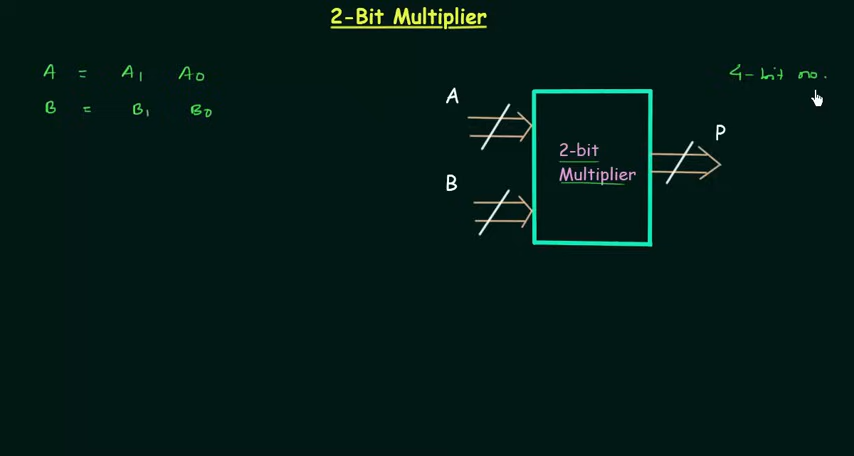 2-Bit Multiplier
A = A1 A0
B = B1 B0
A
B
2-bit
Multiplier
P
4-bit no.